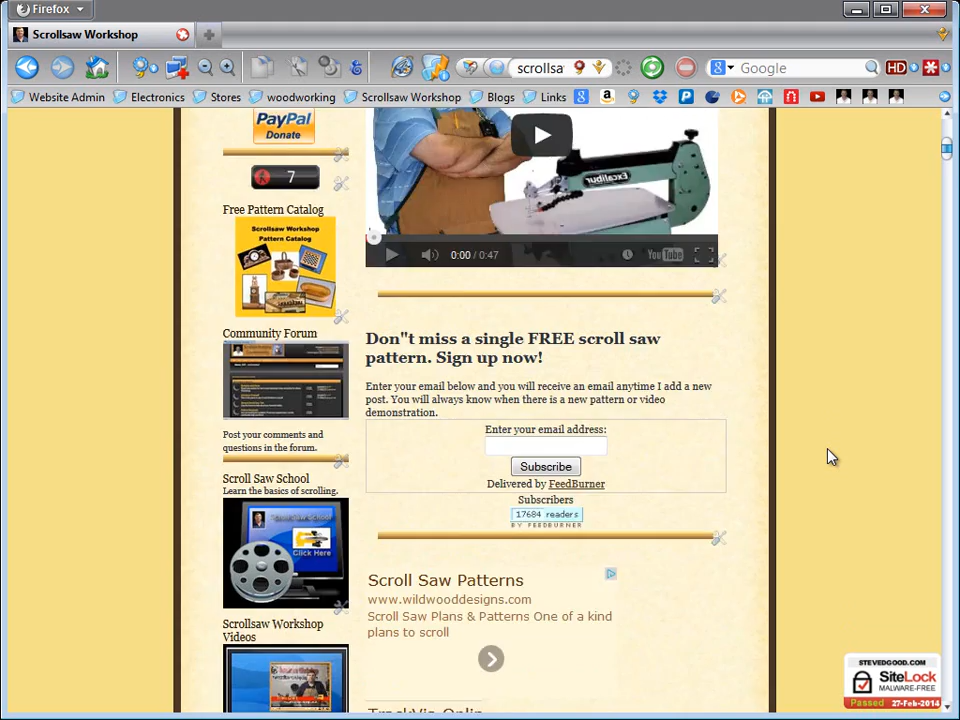 Firefox
Scrollsaw Workshop
scrollsa
Google
HD
Website Admin
Electronics
Stores
woodworking
Scrollsaw Workshop
Blogs
Links
PayPal
Donate
7
Free Pattern Catalog
Scrollsaw Workshop
Pattern Catalog
Community Forum
Post your comments and
questions in the forum.
Scroll Saw School
Learn the basics of scrolling.
Scroll Saw School
Click Here
Scrollsaw Workshop
Videos
Excalibur
0:00 / 0:47
YouTube
Don"t miss a single FREE scroll saw
pattern. Sign up now!
Enter your email below and you will receive an email anytime I add a new
post. You will always know when there is a new pattern or video
demonstration.
Enter your email address:
Subscribe
Delivered by FeedBurner
Subscribers
17684 readers
BY FEEDBURNER
Scroll Saw Patterns
www.wildwooddesigns.com
Scroll Saw Plans & Patterns One of a kind
plans to scroll
TrackVia Onlin
STEVEDGOOD.COM
SiteLock
MALWARE-FREE
Passed 27-Feb-2014